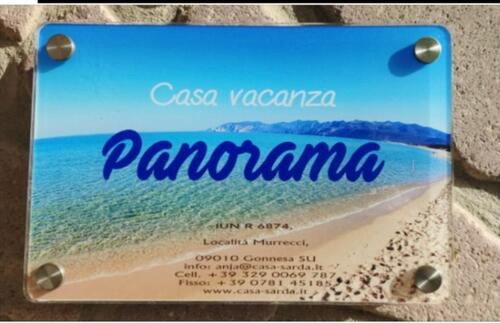 Casa vacanza
Panorama
IUN R 6874,
Località Murrecci,
09010 Gonnesa SU
info: anja@casa-sarda.it
Cell. + 39 329 0069 787
Fisso: + 39 0781 45185
www.casa-sarda.it